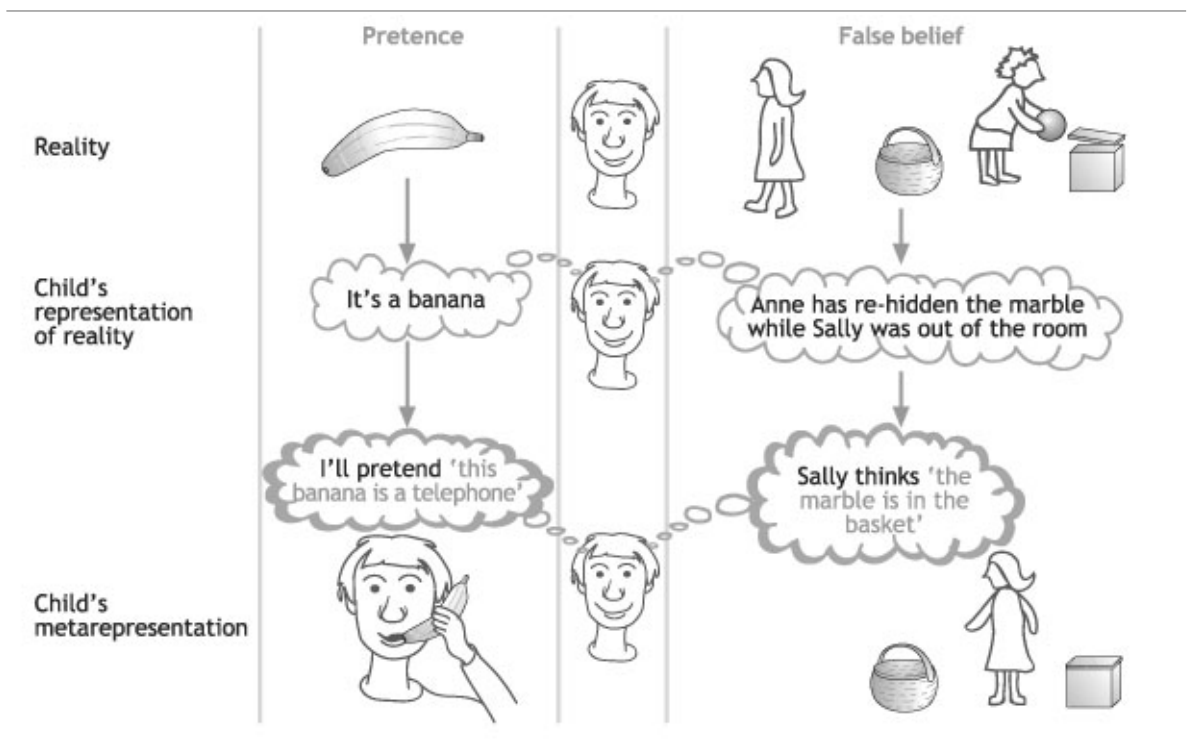 Pretence
False belief
Reality
Child's
representation
of reality
It's a banana
Anne has re-hidden the marble
while Sally was out of the room
I'll pretend 'this
banana is a telephone'
Sally thinks 'the
marble is in the
basket'
Child's
metarepresentation